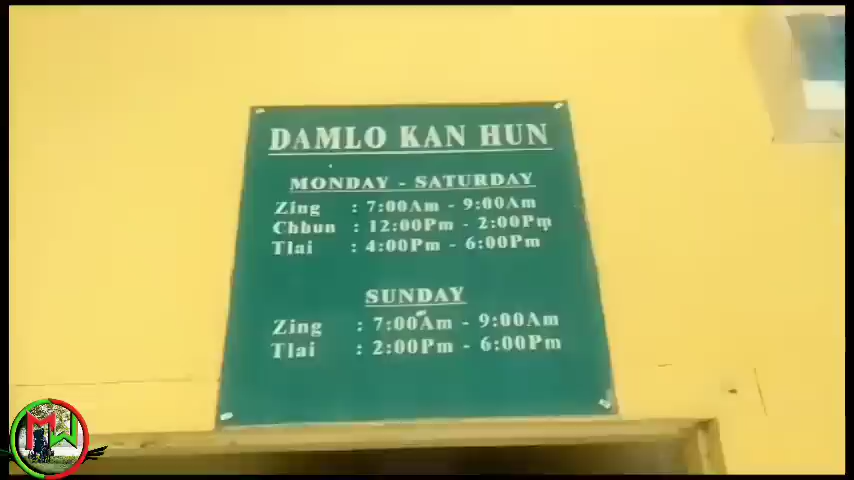 DAMLO KAN HUN
MONDAY - SATURDAY
Zing : 7:00Am - 9:00Am
Chhun : 12:00Pm - 2:00Pm
Tlai : 4:00Pm - 6:00Pm
SUNDAY
Zing : 7:00Am - 9:00Am
Tlai : 2:00Pm - 6:00Pm
MW